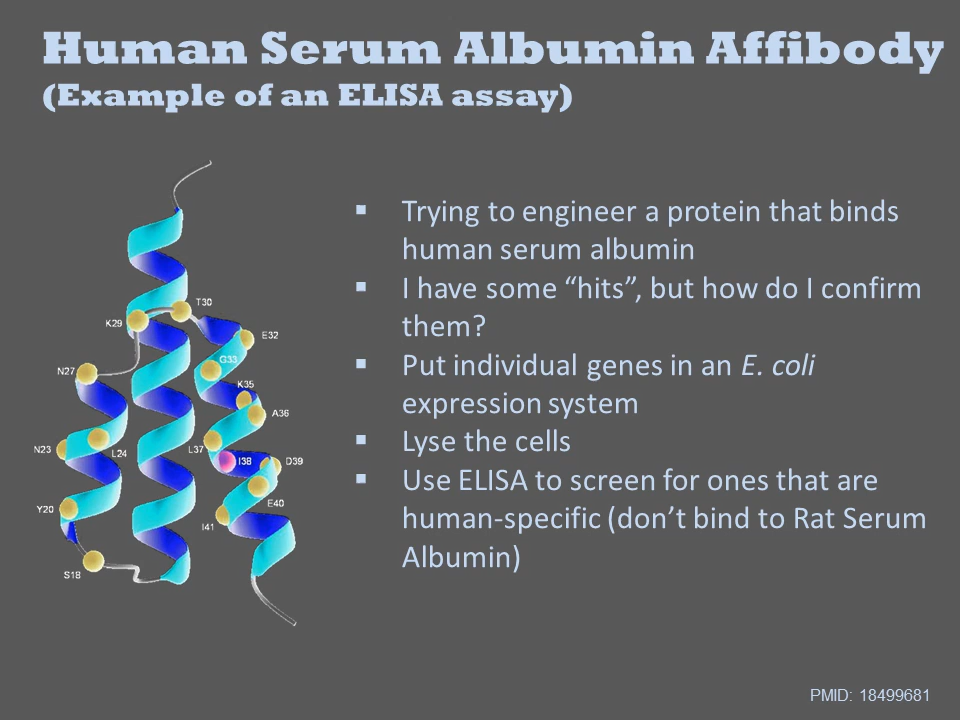 Human Serum Albumin Affibody
(Example of an ELISA assay)
T30
K29
E32
G33
N27
K35
A36
N23
L24
L37
I38
D39
E40
Y20
I41
S18
▪ Trying to engineer a protein that binds
human serum albumin
▪ I have some “hits”, but how do I confirm
them?
▪ Put individual genes in an E. coli
expression system
▪ Lyse the cells
▪ Use ELISA to screen for ones that are
human-specific (don’t bind to Rat Serum
Albumin)
PMID: 18499681